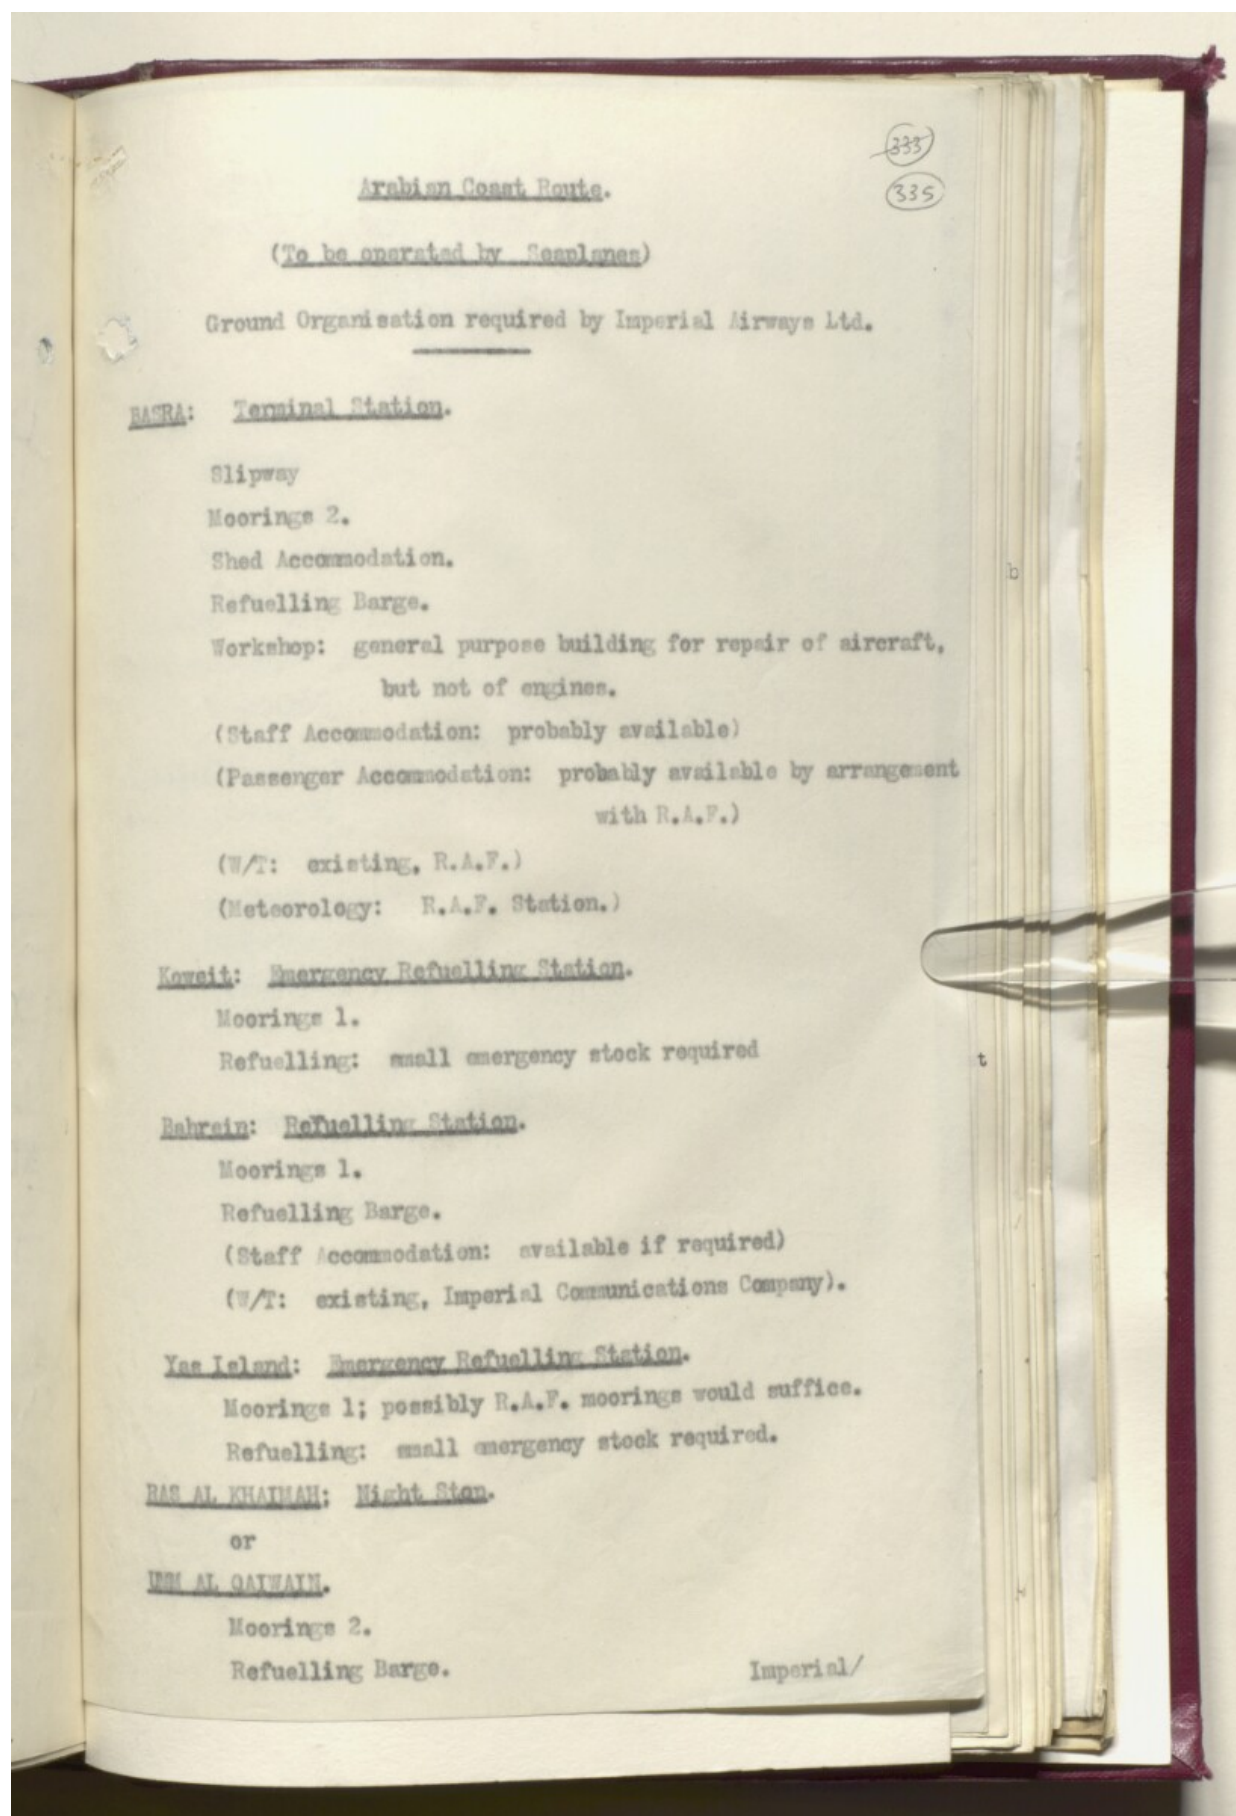 333
335
Arabian Coast Route.
(To be operated by Seaplanes)
Ground Organisation required by Imperial Airways Ltd.
BASRA: Terminal Station.
Slipway
Moorings 2.
Shed Accommodation.
Refuelling Barge.
Workshop: general purpose building for repair of aircraft,
but not of engines.
(Staff Accommodation: probably available)
(Passenger Accommodation: probably available by arrangement
with R.A.F.)
(W/T: existing, R.A.F.)
(Meteorology: R.A.F. Station.)
Koweit: Emergency Refuelling Station.
Moorings 1.
Refuelling: small emergency stock required
Bahrein: Refuelling Station.
Moorings 1.
Refuelling Barge.
(Staff Accommodation: available if required)
(W/T: existing, Imperial Communications Company).
Yas Island: Emergency Refuelling Station.
Moorings 1; possibly R.A.F. moorings would suffice.
Refuelling: small emergency stock required.
RAS AL KHAIMAH: Night Stop.
or
UMM AL QAIWAIN.
Moorings 2.
Refuelling Barge.
Imperial/
b
t